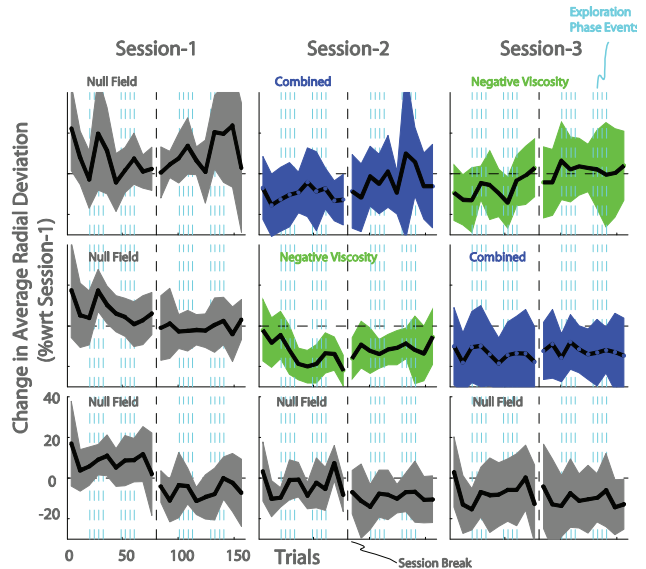 Exploration
Phase Events
Session-1
Session-2
Session-3
Null Field
Combined
Negative Viscosity
Null Field
Negative Viscosity
Combined
Change in Average Radial Deviation
(%wrt Session-1)
Null Field
Null Field
Null Field
40
20
0
-20
0
50
100
150
Trials
Session Break